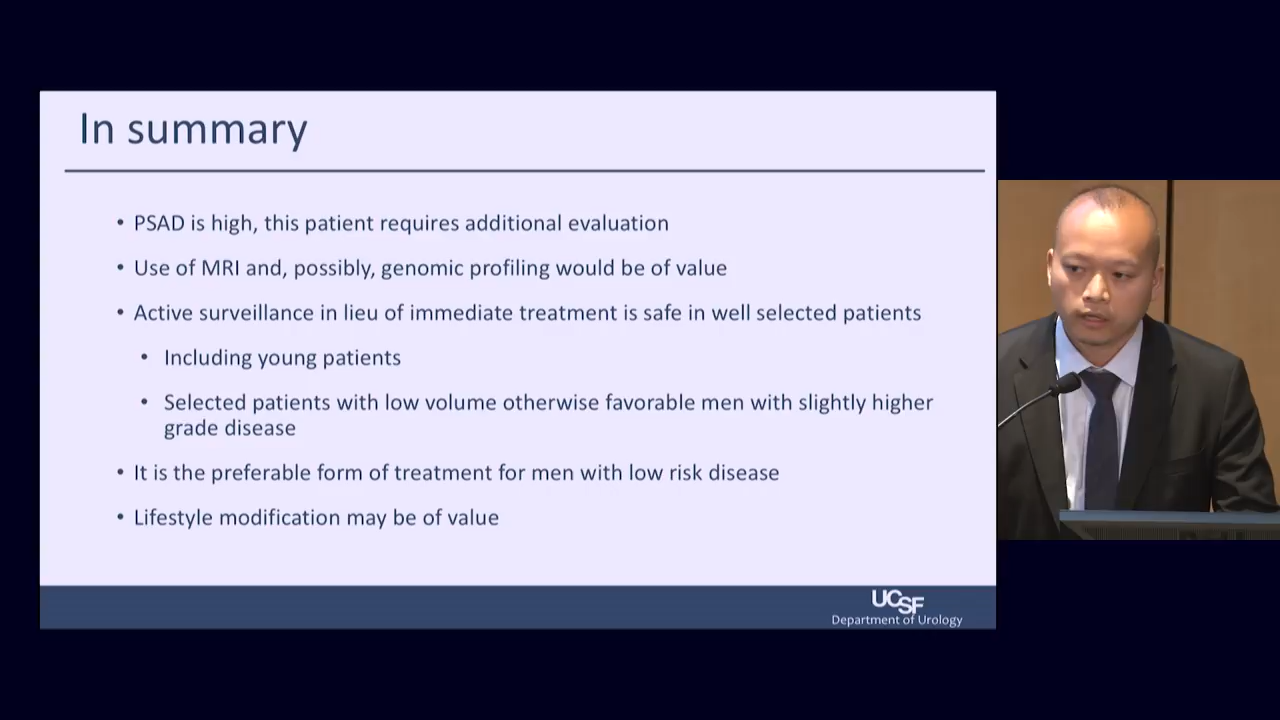 In summary
• PSAD is high, this patient requires additional evaluation
• Use of MRI and, possibly, genomic profiling would be of value
• Active surveillance in lieu of immediate treatment is safe in well selected patients
• Including young patients
• Selected patients with low volume otherwise favorable men with slightly higher
grade disease
• It is the preferable form of treatment for men with low risk disease
• Lifestyle modification may be of value
UCSF
Department of Urology